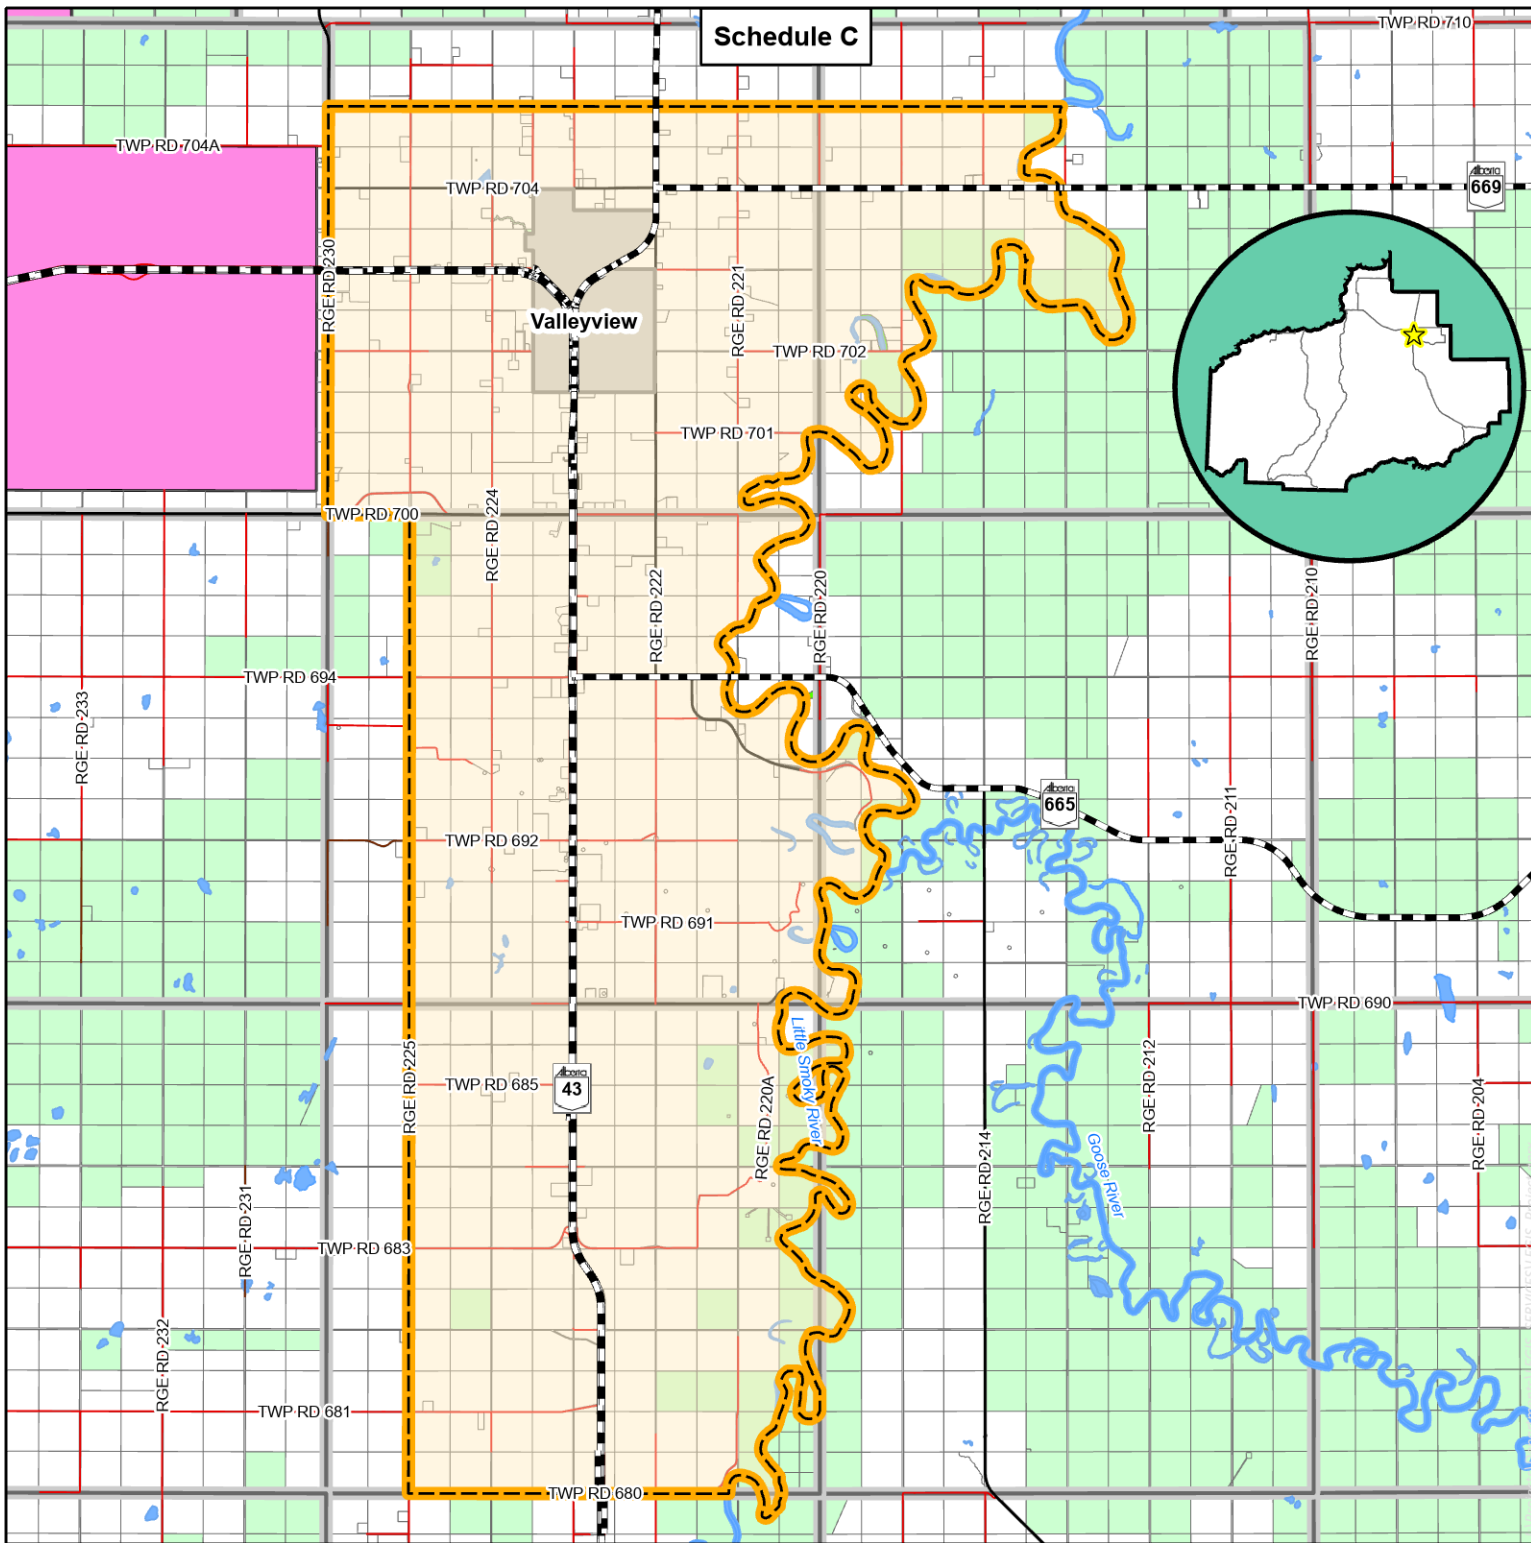 Schedule C
TWP RD 710
TWP RD 704A
TWP RD 704
Alberta
669
RGE RD 230
RGE RD 221
Valleyview
TWP RD 702
TWP RD 701
TWP RD 700
RGE RD 224
RGE RD 222
RGE RD 220
RGE RD 210
TWP RD 694
RGE RD 233
Alberta
665
RGE RD 211
TWP RD 692
TWP RD 691
TWP RD 690
Little Smoky River
RGE RD 225
TWP RD 685
Alberta
43
RGE RD 220A
RGE RD 212
RGE RD 204
RGE RD 214
Goose River
RGE RD 231
TWP RD 683
RGE RD 232
TWP RD 681
TWP RD 680